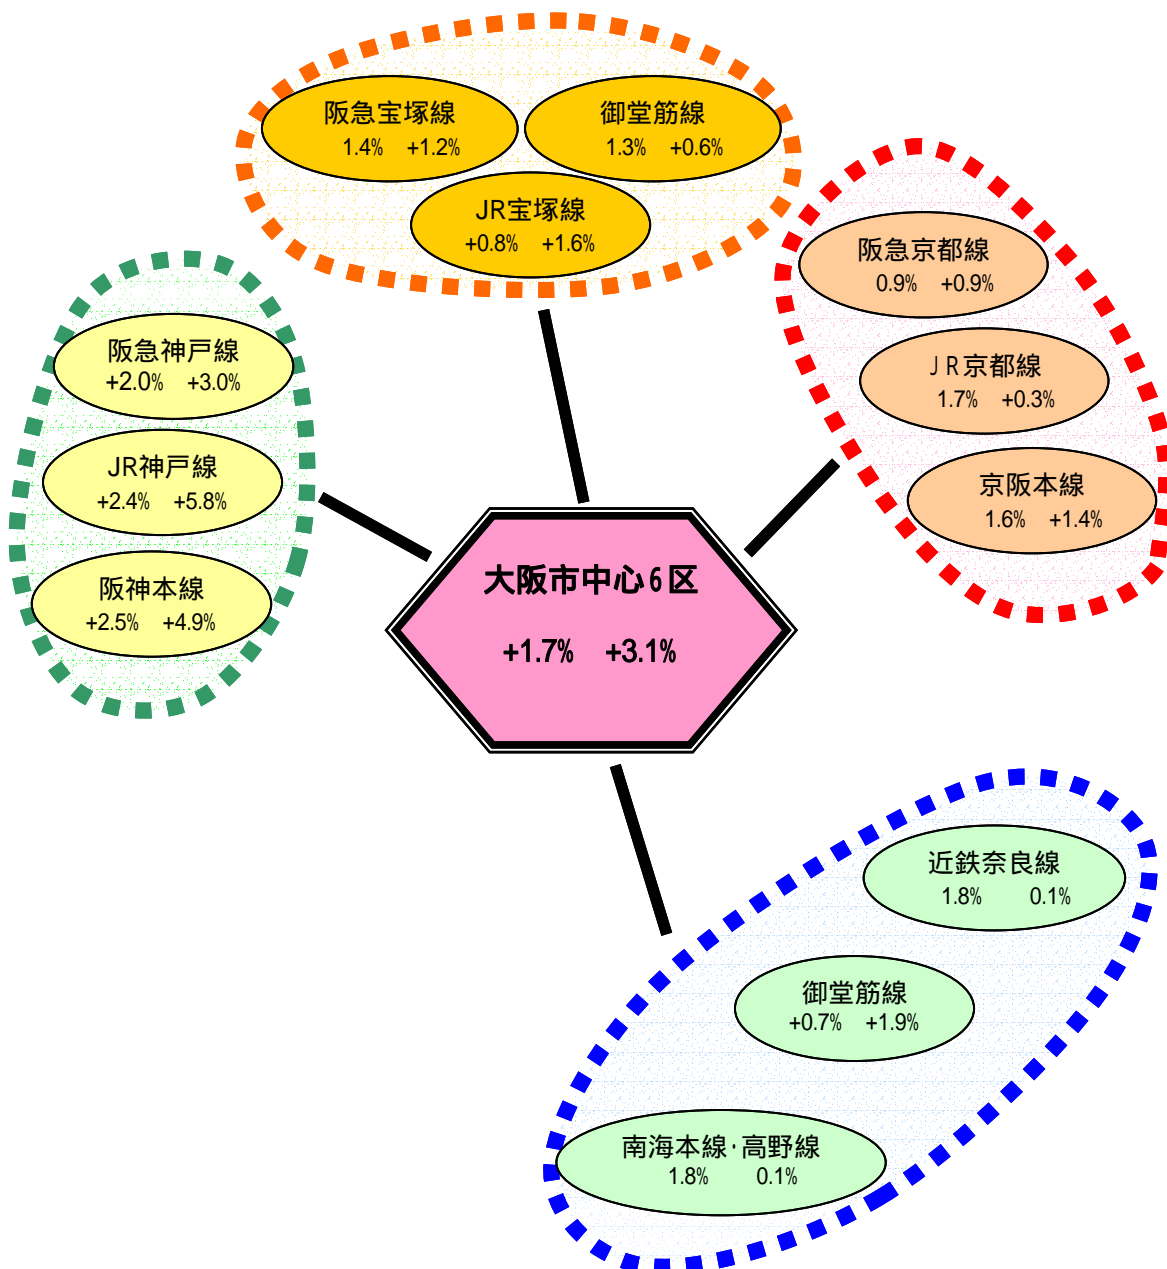 阪急宝塚線
1.4% +1.2%
御堂筋線
1.3% +0.6%
JR宝塚線
+0.8% +1.6%
阪急京都線
0.9% +0.9%
JR京都線
1.7% +0.3%
京阪本線
1.6% +1.4%
阪急神戸線
+2.0% +3.0%
JR神戸線
+2.4% +5.8%
阪神本線
+2.5% +4.9%
大阪市中心6区
+1.7% +3.1%
近鉄奈良線
1.8% 0.1%
御堂筋線
+0.7% +1.9%
南海本線・高野線
1.8% 0.1%